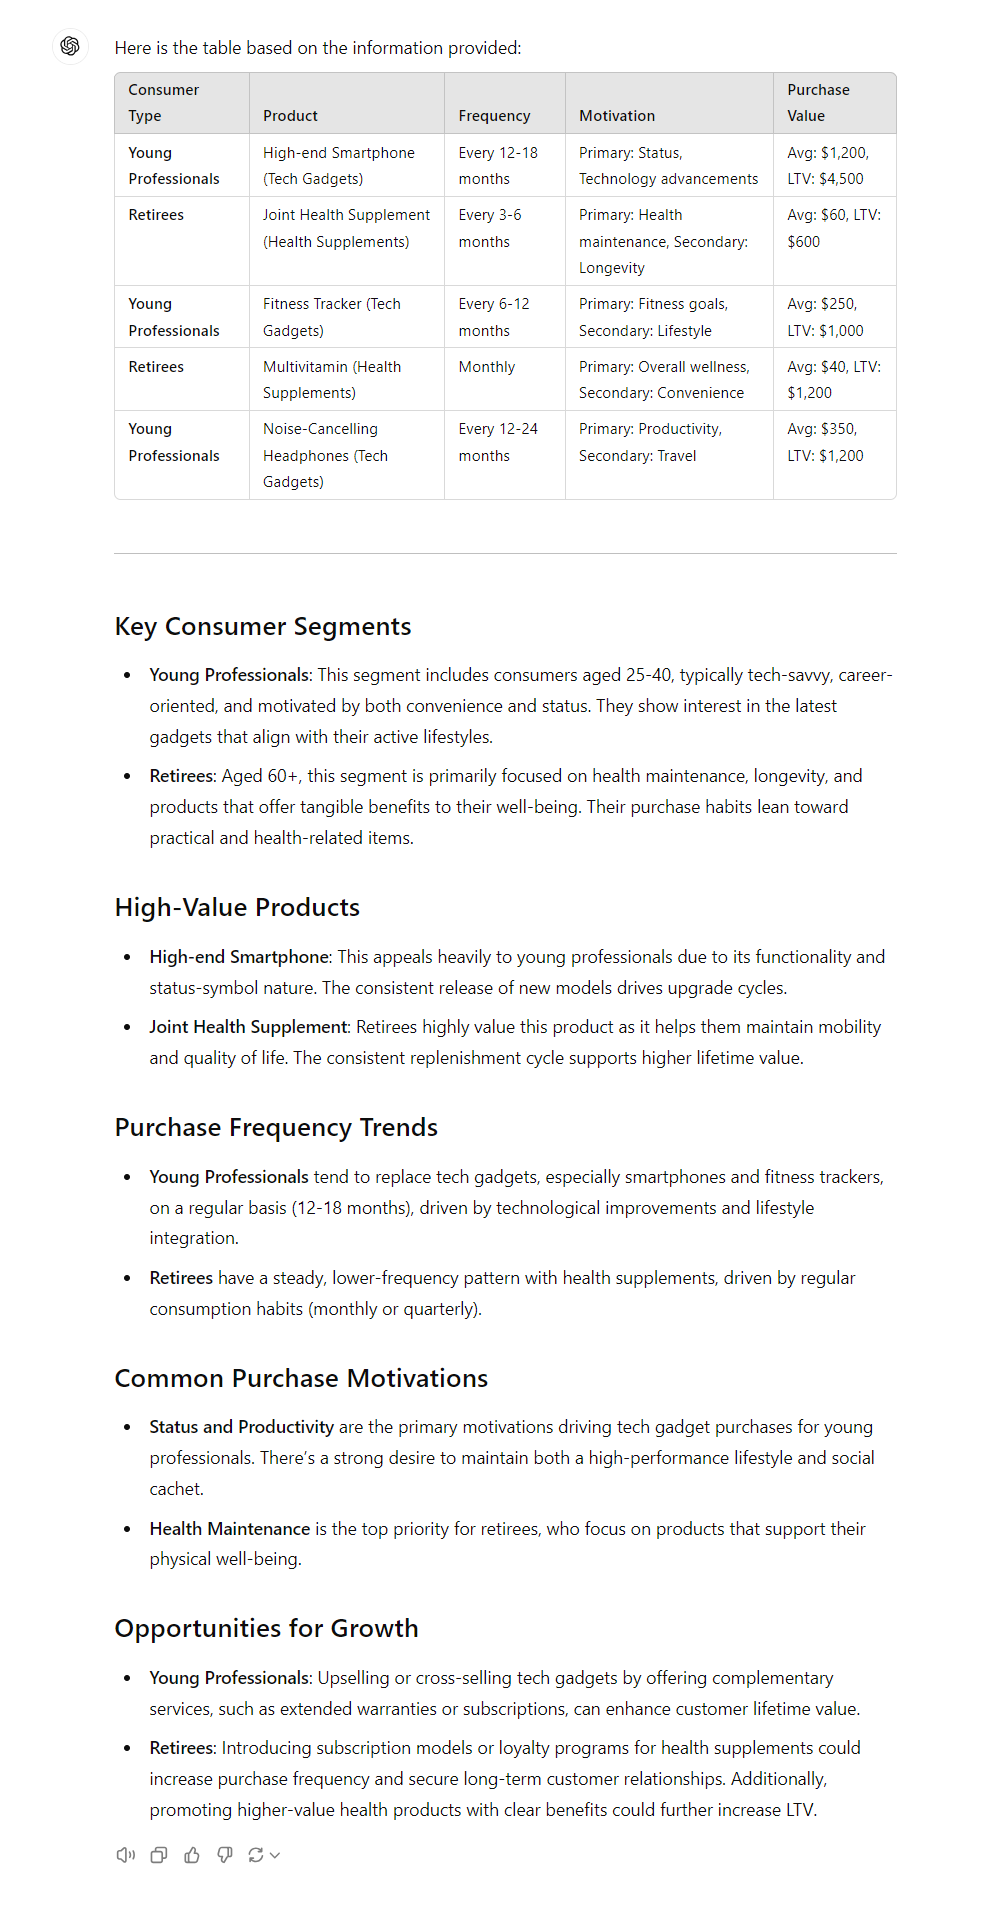 Here is the table based on the information provided:
Consumer Type | Product | Frequency | Motivation | Purchase Value
Young Professionals | High-end Smartphone (Tech Gadgets) | Every 12-18 months | Primary: Status, Technology advancements | Avg: $1,200, LTV: $4,500
Retirees | Joint Health Supplement (Health Supplements) | Every 3-6 months | Primary: Health maintenance, Secondary: Longevity | Avg: $60, LTV: $600
Young Professionals | Fitness Tracker (Tech Gadgets) | Every 6-12 months | Primary: Fitness goals, Secondary: Lifestyle | Avg: $250, LTV: $1,000
Retirees | Multivitamin (Health Supplements) | Monthly | Primary: Overall wellness, Secondary: Convenience | Avg: $40, LTV: $1,200
Young Professionals | Noise-Cancelling Headphones (Tech Gadgets) | Every 12-24 months | Primary: Productivity, Secondary: Travel | Avg: $350, LTV: $1,200
Key Consumer Segments
• Young Professionals: This segment includes consumers aged 25-40, typically tech-savvy, career-
oriented, and motivated by both convenience and status. They show interest in the latest
gadgets that align with their active lifestyles.
• Retirees: Aged 60+, this segment is primarily focused on health maintenance, longevity, and
products that offer tangible benefits to their well-being. Their purchase habits lean toward
practical and health-related items.
High-Value Products
• High-end Smartphone: This appeals heavily to young professionals due to its functionality and
status-symbol nature. The consistent release of new models drives upgrade cycles.
• Joint Health Supplement: Retirees highly value this product as it helps them maintain mobility
and quality of life. The consistent replenishment cycle supports higher lifetime value.
Purchase Frequency Trends
• Young Professionals tend to replace tech gadgets, especially smartphones and fitness trackers,
on a regular basis (12-18 months), driven by technological improvements and lifestyle
integration.
• Retirees have a steady, lower-frequency pattern with health supplements, driven by regular
consumption habits (monthly or quarterly).
Common Purchase Motivations
• Status and Productivity are the primary motivations driving tech gadget purchases for young
professionals. There's a strong desire to maintain both a high-performance lifestyle and social
cachet.
• Health Maintenance is the top priority for retirees, who focus on products that support their
physical well-being.
Opportunities for Growth
• Young Professionals: Upselling or cross-selling tech gadgets by offering complementary
services, such as extended warranties or subscriptions, can enhance customer lifetime value.
• Retirees: Introducing subscription models or loyalty programs for health supplements could
increase purchase frequency and secure long-term customer relationships. Additionally,
promoting higher-value health products with clear benefits could further increase LTV.